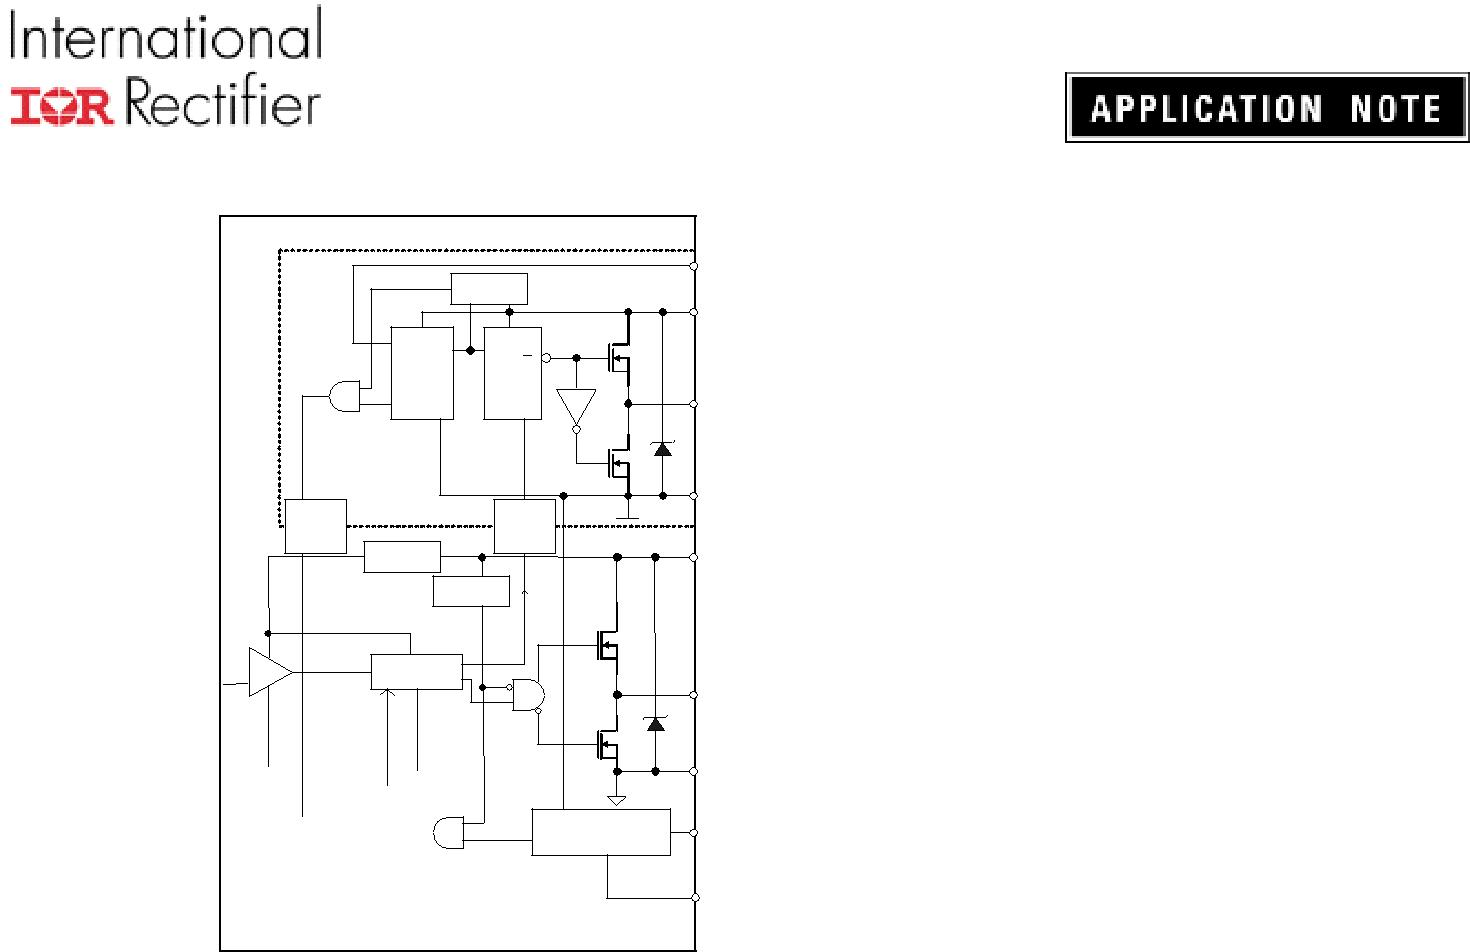 International
IOR Rectifier
APPLICATION NOTE